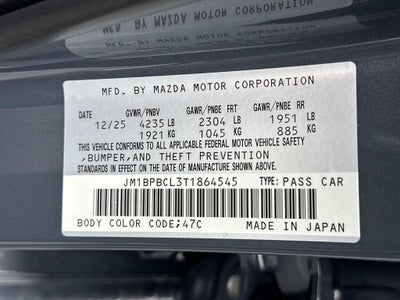 MFD. BY MAZDA MOTOR CORPORATION
GVWR/PNBV GAWR/PNBE FRT GAWR/PNBE RR
12/25 4235 LB 2304 LB 1951 LB
1921 KG 1045 KG 885 KG
THIS VEHICLE CONFORMS TO ALL APPLICABLE FEDERAL MOTOR VEHICLE SAFETY
,BUMPER,AND THEFT PREVENTION
STANDARDS IN EFFECT ON THE DATE OF MANUFACTURE SHOWN ABOVE.
JM1BPBCL3T1864545 TYPE: PASS CAR
BODY COLOR CODE;47C MADE IN JAPAN